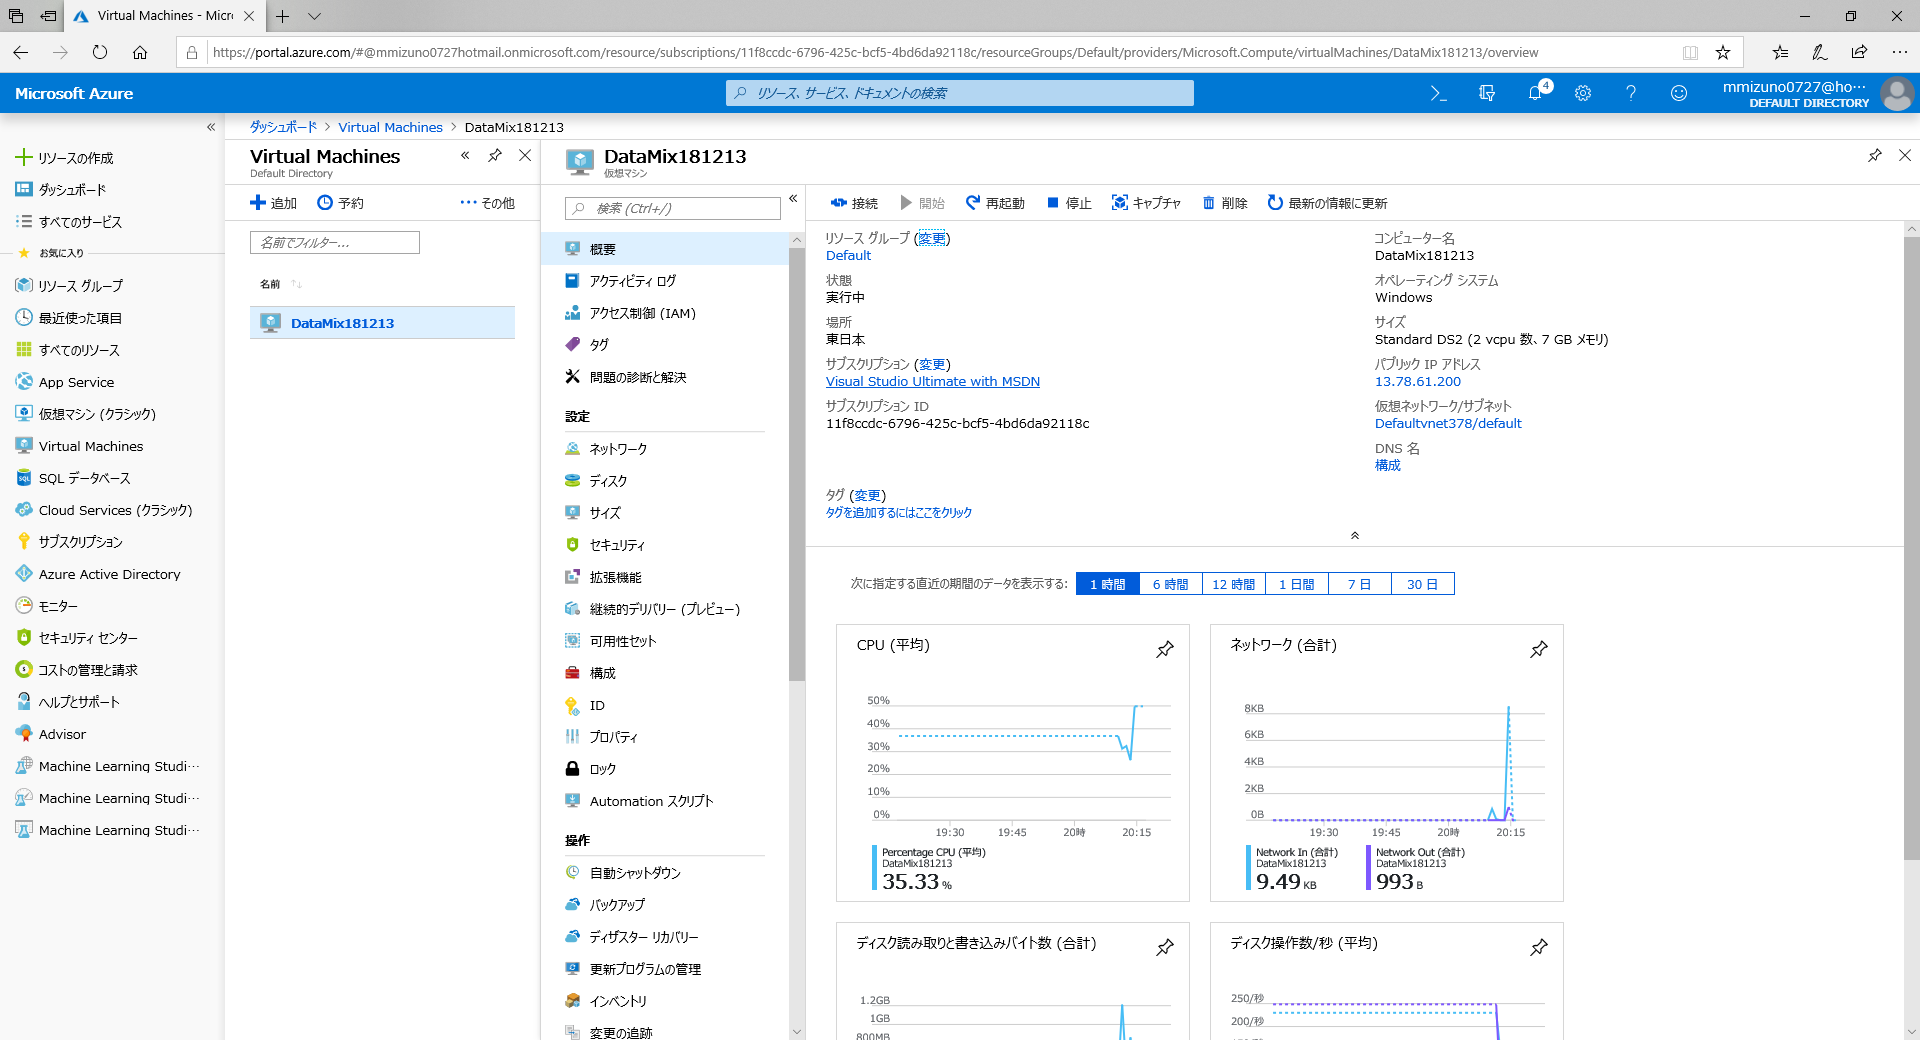 Virtual Machines - Micr
https://portal.azure.com/#@mmizuno0727hotmail.onmicrosoft.com/resource/subscriptions/11f8ccdc-6796-425c-bcf5-4bd6da92118c/resourceGroups/Default/providers/Microsoft.Compute/virtualMachines/DataMix181213/overview
Microsoft Azure
リソース、サービス、ドキュメントの検索
4
mmizuno0727@ho…
DEFAULT DIRECTORY
リソースの作成
ダッシュボード
すべてのサービス
お気に入り
リソース グループ
最近使った項目
すべてのリソース
App Service
仮想マシン (クラシック)
Virtual Machines
SQL データベース
Cloud Services (クラシック)
サブスクリプション
Azure Active Directory
モニター
セキュリティ センター
コストの管理と請求
ヘルプとサポート
Advisor
Machine Learning Studi…
Machine Learning Studi…
Machine Learning Studi…
ダッシュボード > Virtual Machines > DataMix181213
Virtual Machines
Default Directory
追加 予約 その他
名前でフィルター...
名前
DataMix181213
DataMix181213
仮想マシン
検索 (Ctrl+/)
概要
アクティビティ ログ
アクセス制御 (IAM)
タグ
問題の診断と解決
設定
ネットワーク
ディスク
サイズ
セキュリティ
拡張機能
継続的デリバリー (プレビュー)
可用性セット
構成
ID
プロパティ
ロック
Automation スクリプト
操作
自動シャットダウン
バックアップ
ディザスター リカバリー
更新プログラムの管理
インベントリ
変更の追跡
接続 開始 再起動 停止 キャプチャ 削除 最新の情報に更新
リソース グループ (変更)
Default
状態
実行中
場所
東日本
サブスクリプション (変更)
Visual Studio Ultimate with MSDN
サブスクリプション ID
11f8ccdc-6796-425c-bcf5-4bd6da92118c
コンピューター名
DataMix181213
オペレーティング システム
Windows
サイズ
Standard DS2 (2 vcpu 数、7 GB メモリ)
パブリック IP アドレス
13.78.61.200
仮想ネットワーク/サブネット
Defaultvnet378/default
DNS 名
構成
タグ (変更)
タグを追加するにはここをクリック
次に指定する直近の期間のデータを表示する: 1 時間 6 時間 12 時間 1 日間 7 日 30 日
CPU (平均)
50%
40%
30%
20%
10%
0%
19:30 19:45 20時 20:15
Percentage CPU (平均)
DataMix181213
35.33 %
ネットワーク (合計)
8KB
6KB
4KB
2KB
0B
19:30 19:45 20時 20:15
Network In (合計)
DataMix181213
9.49 KB
Network Out (合計)
DataMix181213
993 B
ディスク読み取りと書き込みバイト数 (合計)
1.2GB
1GB
800MB
ディスク操作数/秒 (平均)
250/秒
200/秒